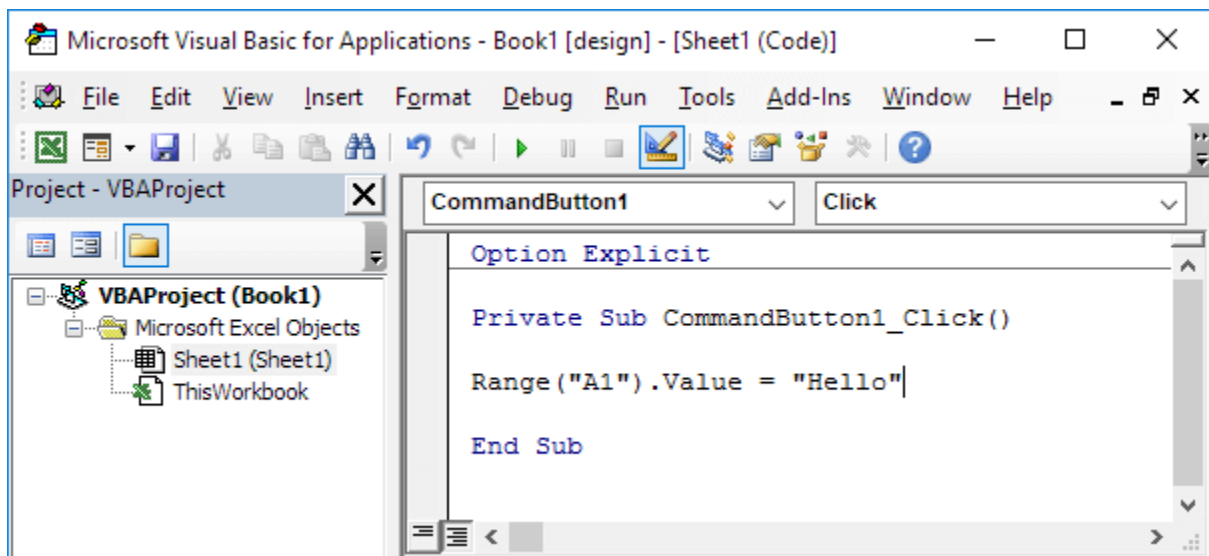 Microsoft Visual Basic for Applications - Book1 [design] - [Sheet1 (Code)]
File Edit View Insert Format Debug Run Tools Add-Ins Window Help
Project - VBAProject
CommandButton1 Click
VBAProject (Book1)
Microsoft Excel Objects
Sheet1 (Sheet1)
ThisWorkbook
Option Explicit
Private Sub CommandButton1_Click()
Range("A1").Value = "Hello"
End Sub